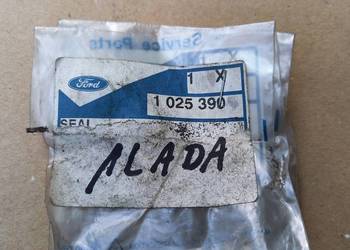 Service Parts
Ford
1 X
1 025 390
SEAL
1LADA